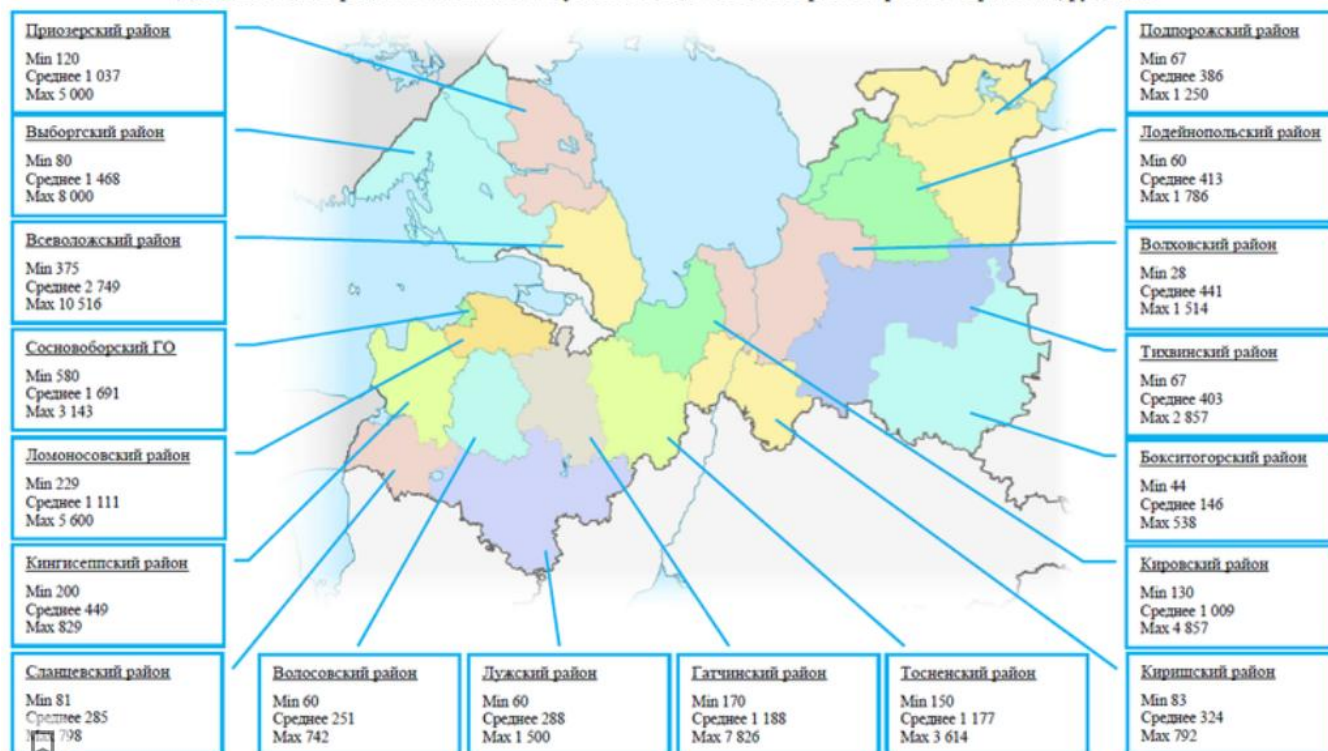 Приозерский район
Min 120
Среднее 1 037
Max 5 000
Выборгский район
Min 80
Среднее 1 468
Max 8 000
Всеволожский район
Min 375
Среднее 2 749
Max 10 516
Сосновоборский ГО
Min 580
Среднее 1 691
Max 3 143
Ломоносовский район
Min 229
Среднее 1 111
Max 5 600
Кингисеппский район
Min 200
Среднее 449
Max 829
Сланцевский район
Min 81
Среднее 285
Max 798
Волосовский район
Min 60
Среднее 251
Max 742
Лужский район
Min 60
Среднее 288
Max 1 500
Гатчинский район
Min 170
Среднее 1 188
Max 7 826
Тосненский район
Min 150
Среднее 1 177
Max 3 614
Подпорожский район
Min 67
Среднее 386
Max 1 250
Лодейнопольский район
Min 60
Среднее 413
Max 1 786
Волховский район
Min 28
Среднее 441
Max 1 514
Тихвинский район
Min 67
Среднее 403
Max 2 857
Бокситогорский район
Min 44
Среднее 146
Max 538
Кировский район
Min 130
Среднее 1 009
Max 4 857
Киришский район
Min 83
Среднее 324
Max 792